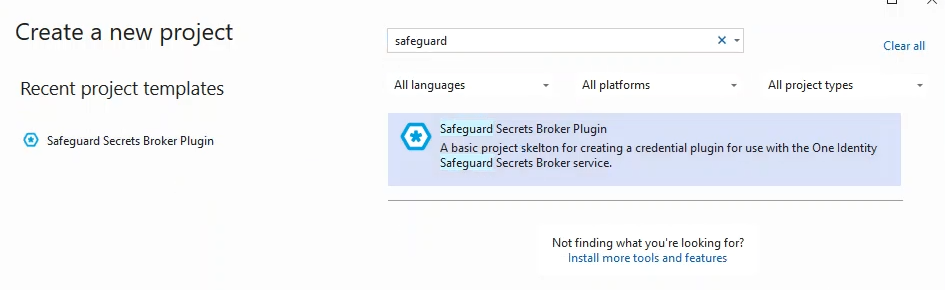 Create a new project
safeguard
Clear all
Recent project templates
All languages
All platforms
All project types
Safeguard Secrets Broker Plugin
Safeguard Secrets Broker Plugin
A basic project skelton for creating a credential plugin for use with the One Identity
Safeguard Secrets Broker service.
Not finding what you're looking for?
Install more tools and features